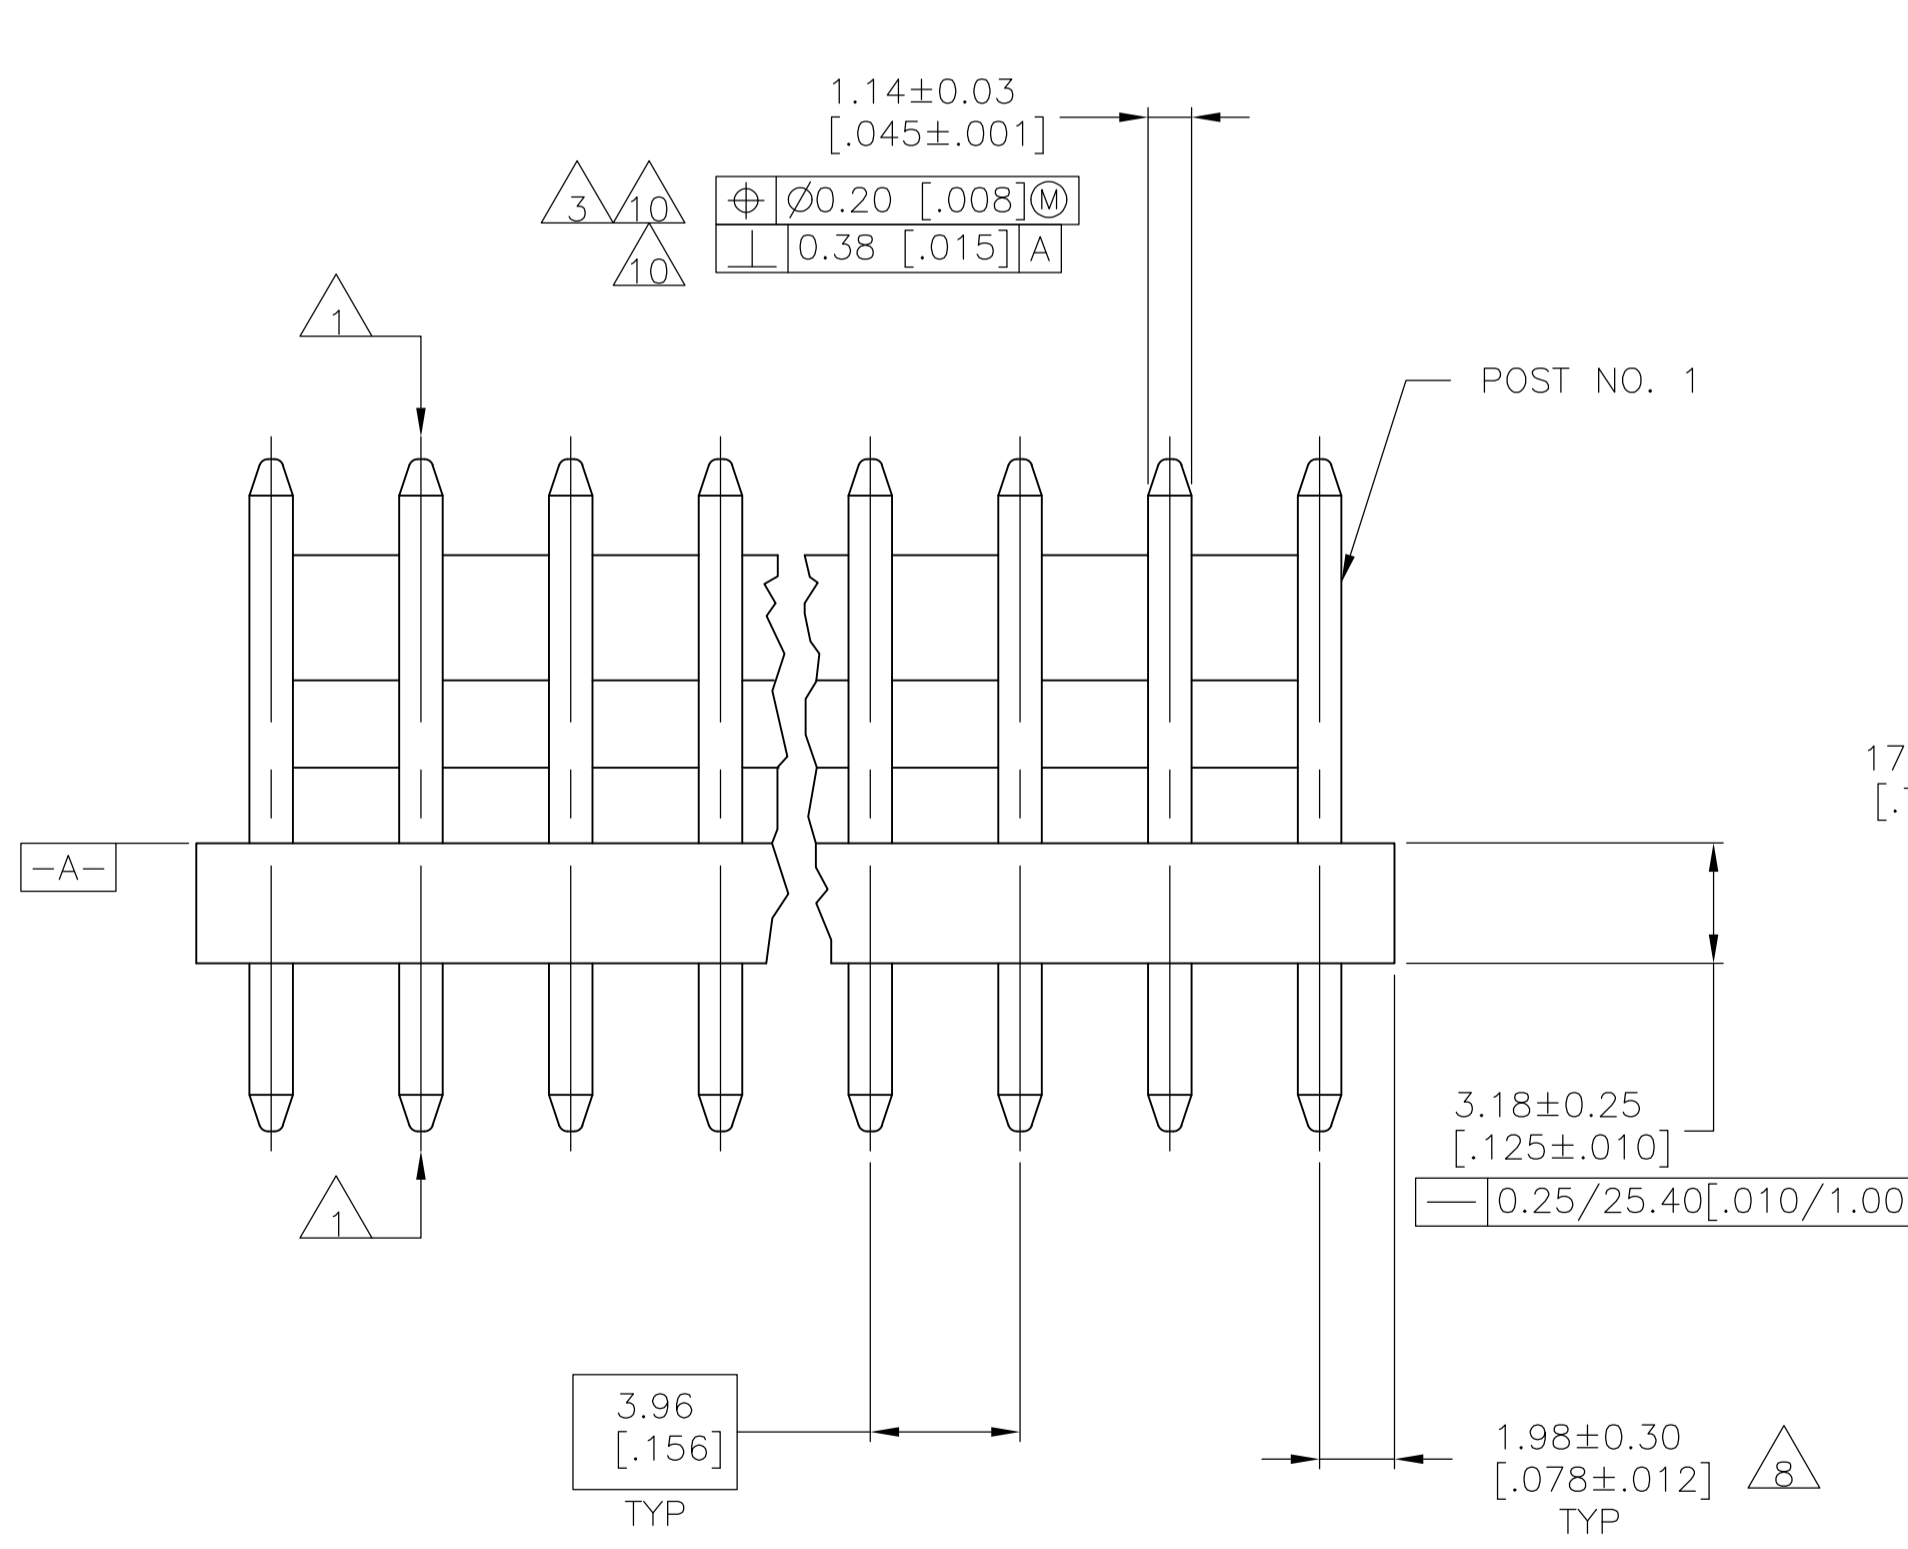 1.14±0.03
[.045±.001]
3 10 ⌖ Ø0.20 [.008]Ⓜ
10 ⊥ 0.38 [.015] A
1
POST NO. 1
17
[.
-A-
3.18±0.25
[.125±.010]
— 0.25/25.40[.010/1.00
1
3.96
[.156]
TYP
1.98±0.30
[.078±.012] 8
TYP